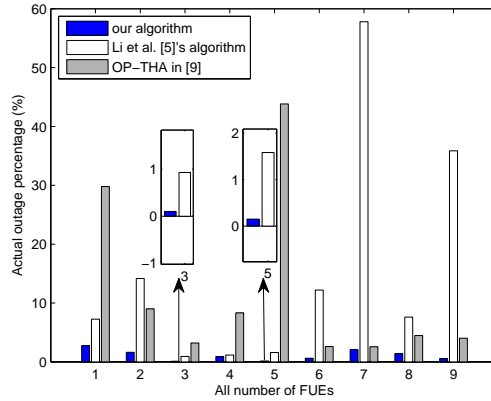 60
50
40
30
20
10
0
Actual outage percentage (%)
our algorithm
Li et al. [5]'s algorithm
OP−THA in [9]
1
0
−1
3
2
1
0
5
1 2 3 4 5 6 7 8 9
All number of FUEs